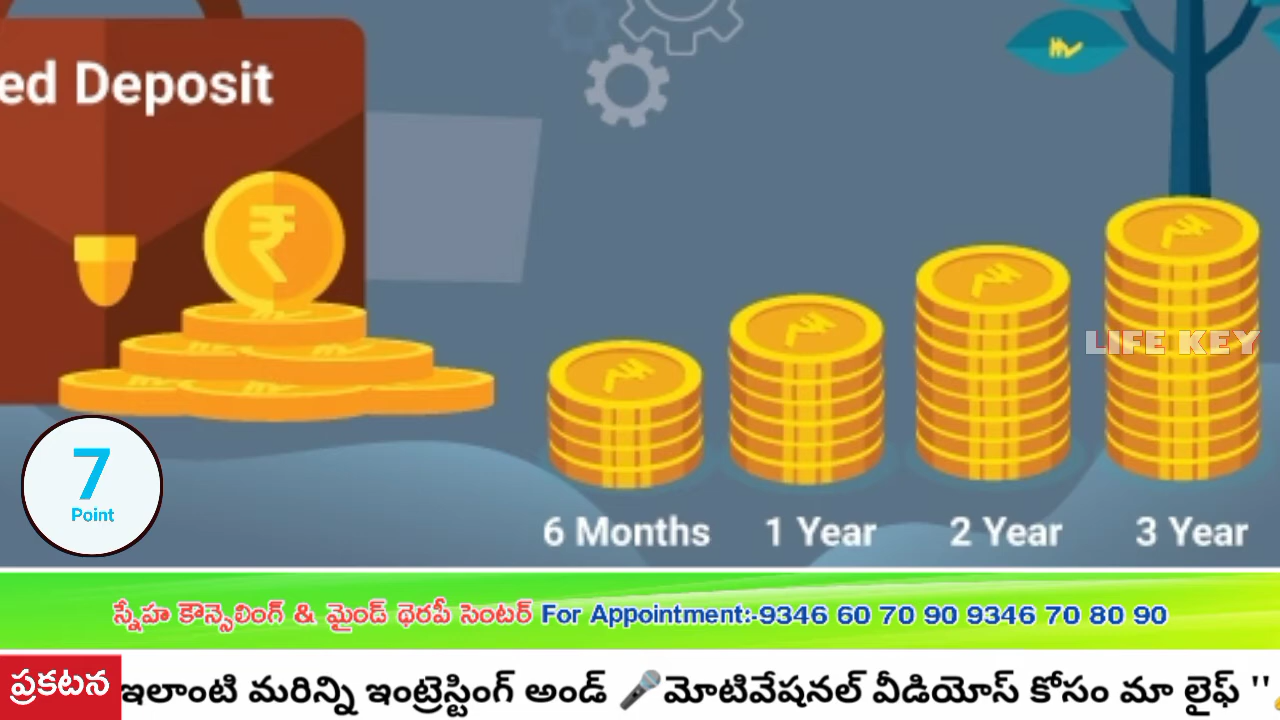 ed Deposit
LIFE KEY
7
Point
6 Months 1 Year 2 Year 3 Year
స్నేహ కౌన్సెలింగ్ & మైండ్ థెరపీ సెంటర్ For Appointment:-9346 60 70 90 9346 70 80 90
ప్రకటన ఇలాంటి మరిన్ని ఇంట్రెస్టింగ్ అండ్ 🎤మోటివేషనల్ వీడియోస్ కోసం మా లైఫ్ "